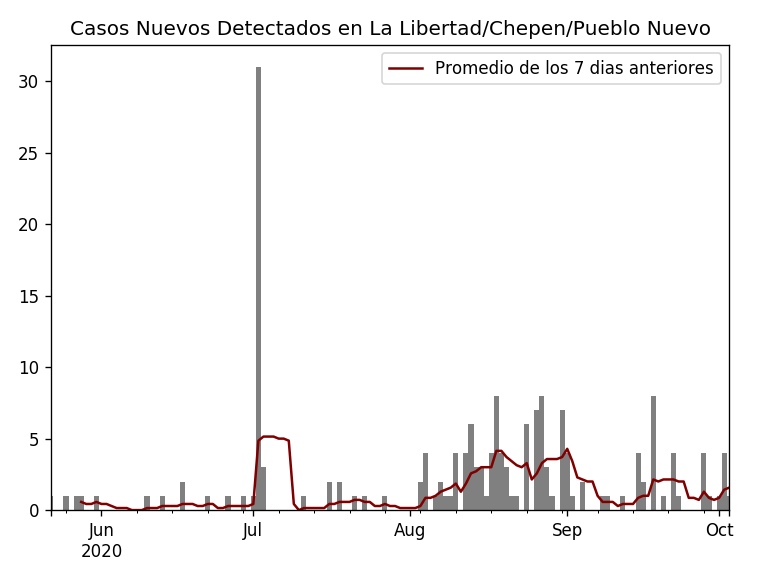 Casos Nuevos Detectados en La Libertad/Chepen/Pueblo Nuevo
Promedio de los 7 dias anteriores
30
25
20
15
10
5
0
Jun
2020
Jul
Aug
Sep
Oct